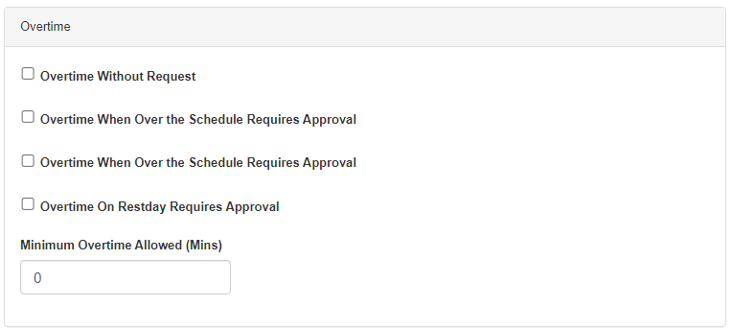 Overtime
Overtime Without Request
Overtime When Over the Schedule Requires Approval
Overtime When Over the Schedule Requires Approval
Overtime On Restday Requires Approval
Minimum Overtime Allowed (Mins)
0